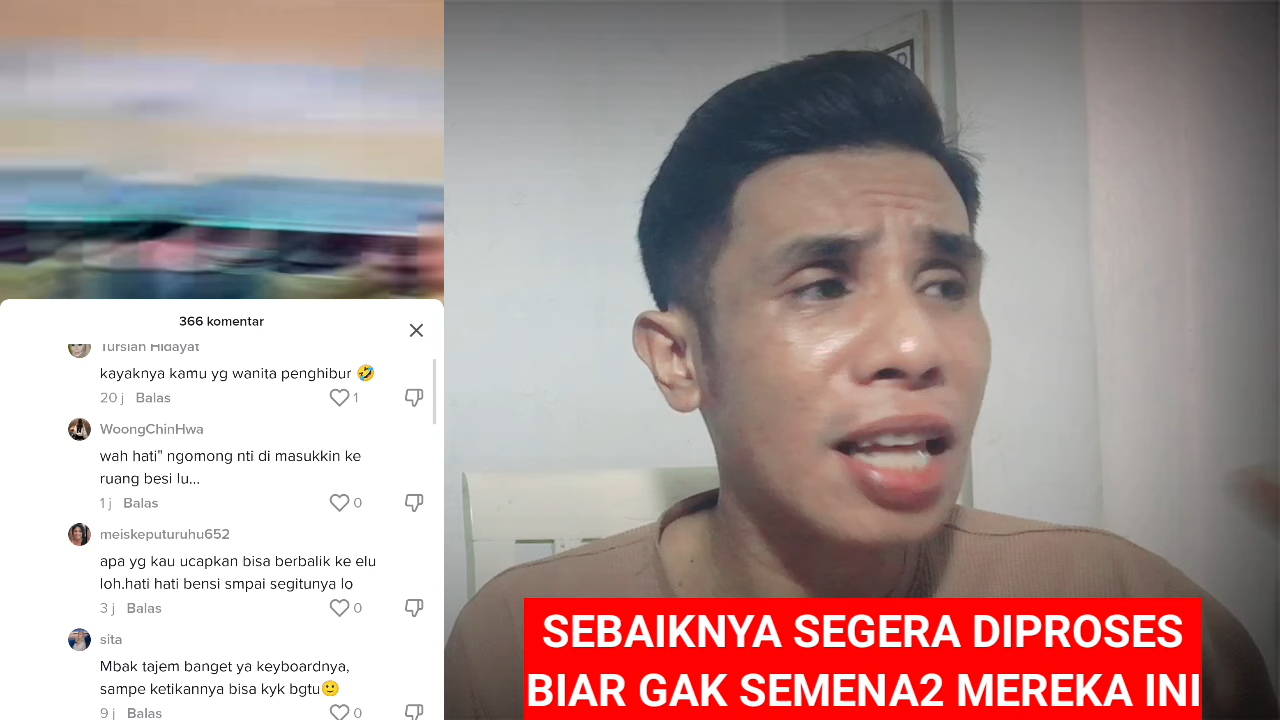 366 komentar
Tursiah Hidayat
kayaknya kamu yg wanita penghibur 🤣
20 j Balas 1
WoongChinHwa
wah hati" ngomong nti di masukkin ke
ruang besi lu...
1 j Balas 0
meiskeputuruhu652
apa yg kau ucapkan bisa berbalik ke elu
loh.hati hati bensi smpai segitunya lo
3 j Balas 0
sita
Mbak tajem banget ya keyboardnya,
sampe ketikannya bisa kyk bgtu🙂
9 j Balas 0
SEBAIKNYA SEGERA DIPROSES
BIAR GAK SEMENA2 MEREKA INI